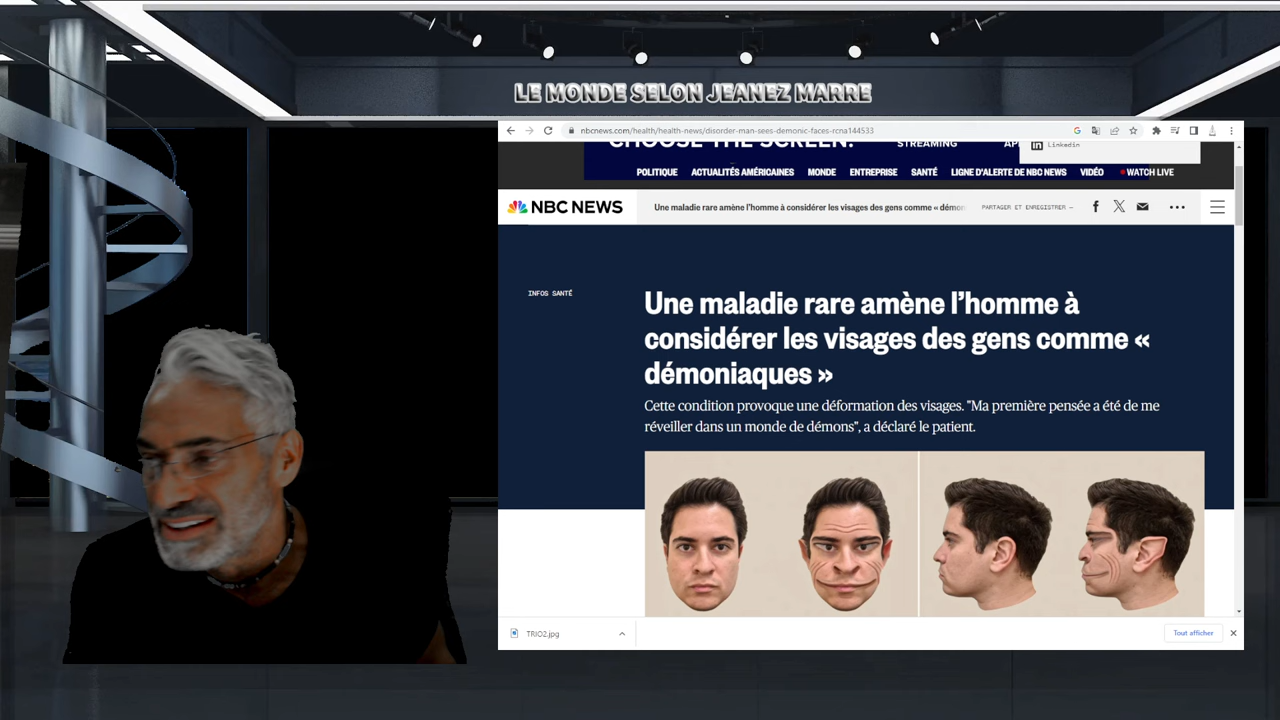 LE MONDE SELON JEANEZ MARRE
nbcnews.com/health/health-news/disorder-man-sees-demonic-faces-rcna144533
STREAMING
Linkedin
POLITIQUE ACTUALITÉS AMÉRICAINES MONDE ENTREPRISE SANTÉ LIGNE D'ALERTE DE NBC NEWS VIDÉO WATCH LIVE
NBC NEWS Une maladie rare amène l'homme à considérer les visages des gens comme « démon PARTAGER ET ENREGISTRER —
INFOS SANTÉ
Une maladie rare amène l’homme à
considérer les visages des gens comme «
démoniaques »
Cette condition provoque une déformation des visages. "Ma première pensée a été de me
réveiller dans un monde de démons", a déclaré le patient.
TRIO2.jpg
Tout afficher